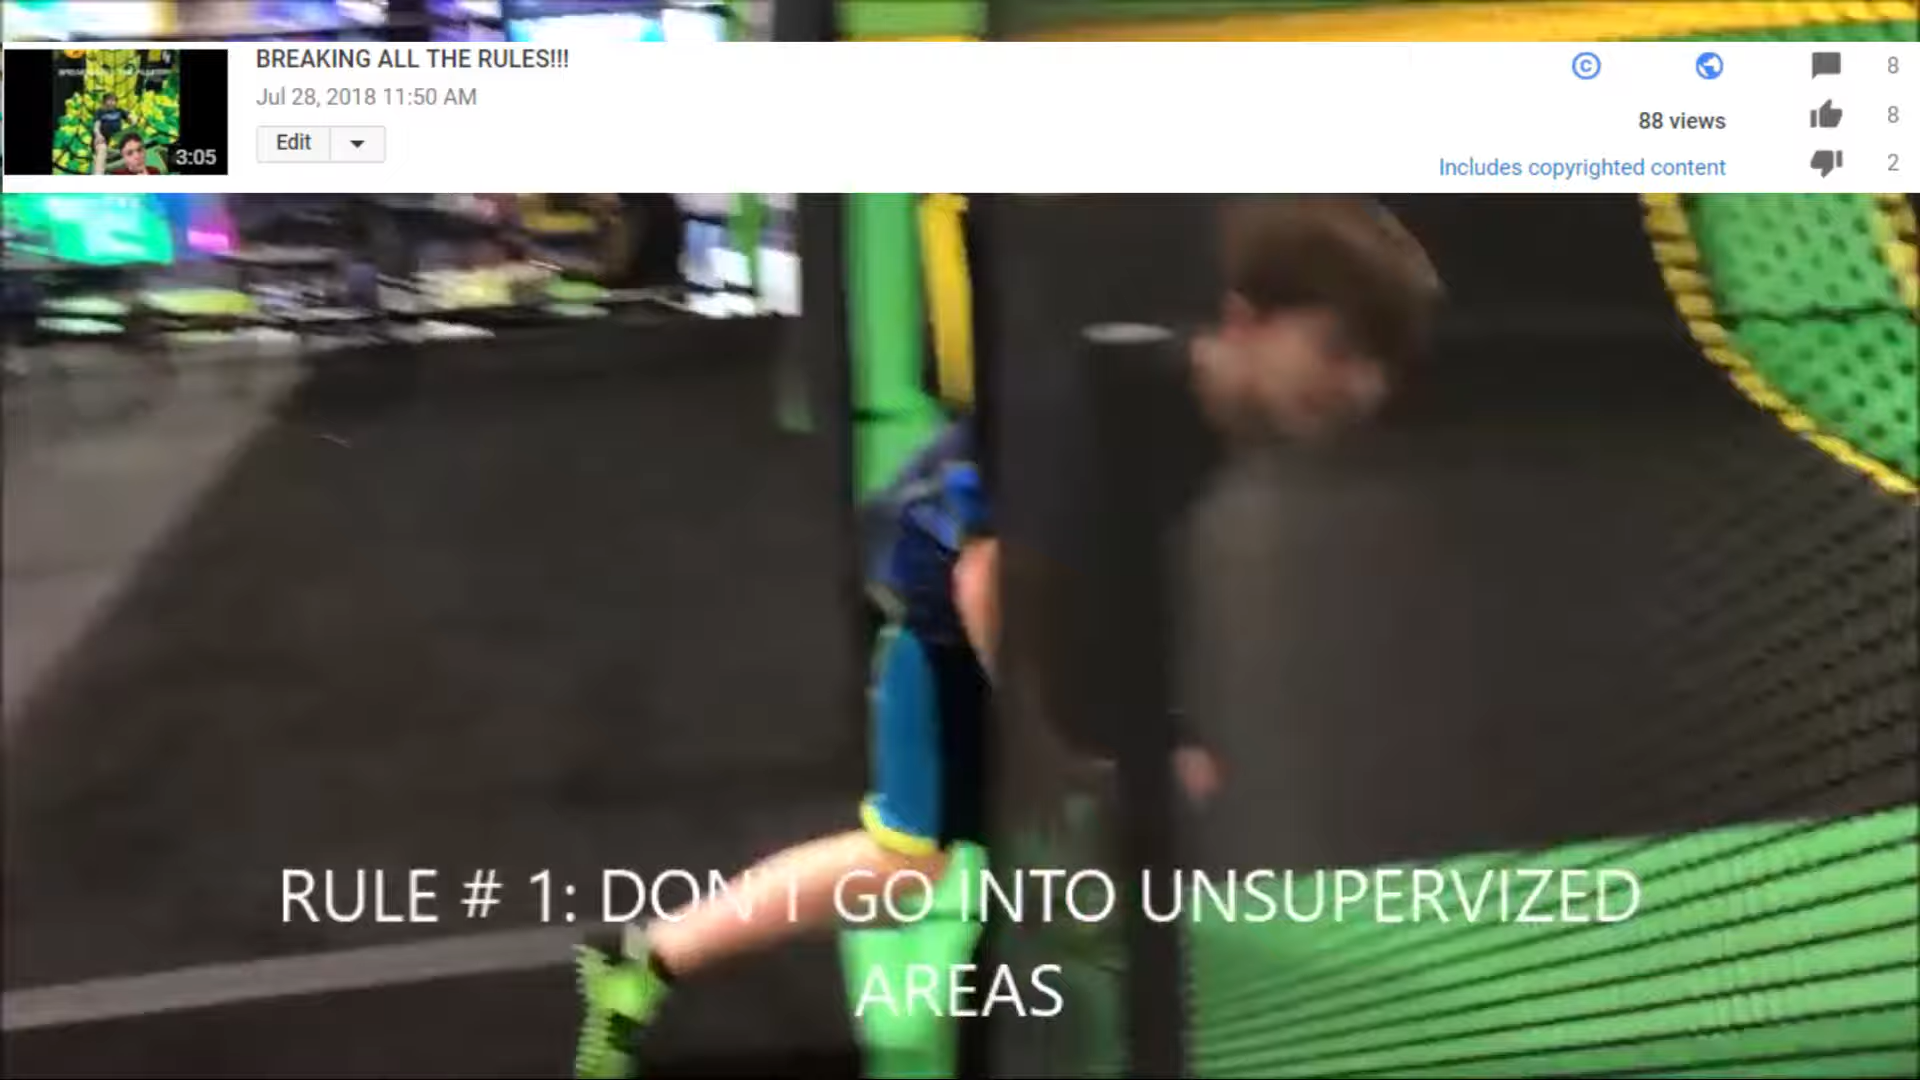 BREAKING ALL THE RULES!!!
Jul 28, 2018 11:50 AM
Edit
3:05
88 views
Includes copyrighted content
8
8
2
RULE # 1: DON'T GO INTO UNSUPERVIZED
AREAS